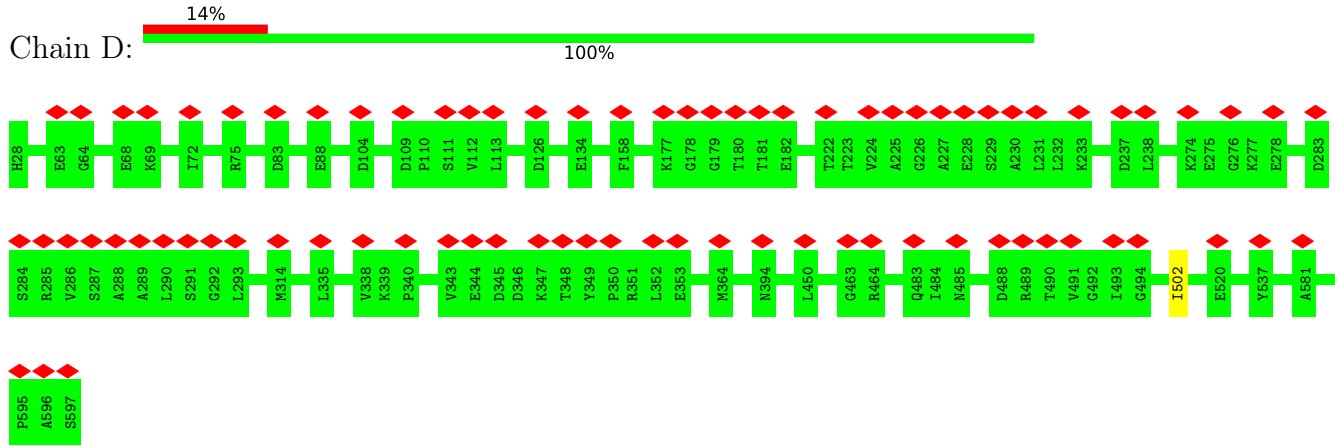 14%
Chain D:
100%
H28 E63 G64 E68 K69 I72 R75 D83 E88 D104 D109 P110 S111 V112 L113 D126 E134 F158 K177 G178 G179 T180 T181 E182 T222 T223 V224 A225 G226 A227 E228 S229 A230 L231 L232 K233 D237 L238 K274 E275 G276 K277 E278 D283
S284 R285 V286 S287 A288 A289 L290 S291 G292 L293 M314 L335 V338 K339 P340 V343 E344 D345 D346 K347 T348 Y349 P350 R351 L352 E353 M364 N394 L450 G463 R464 Q483 I484 N485 D488 R489 T490 V491 G492 I493 G494 I502 E520 Y537 A581
P595 A596 S597